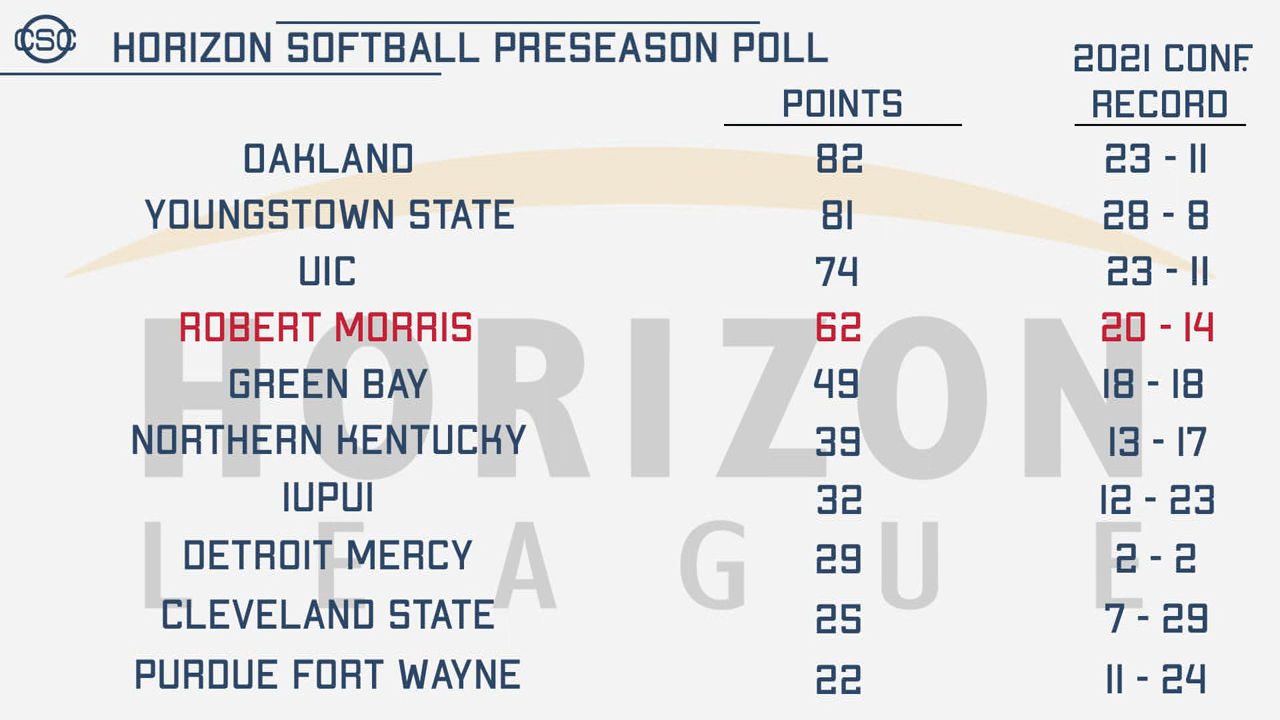 CSC
HORIZON SOFTBALL PRESEASON POLL
2021 CONF.
POINTS RECORD
OAKLAND 82 23 - 11
YOUNGSTOWN STATE 81 28 - 8
UIC 74 23 - 11
ROBERT MORRIS 62 20 - 14
GREEN BAY 49 18 - 18
NORTHERN KENTUCKY 39 13 - 17
IUPUI 32 12 - 23
DETROIT MERCY 29 2 - 2
CLEVELAND STATE 25 7 - 29
PURDUE FORT WAYNE 22 11 - 24
HORIZON
LEAGUE